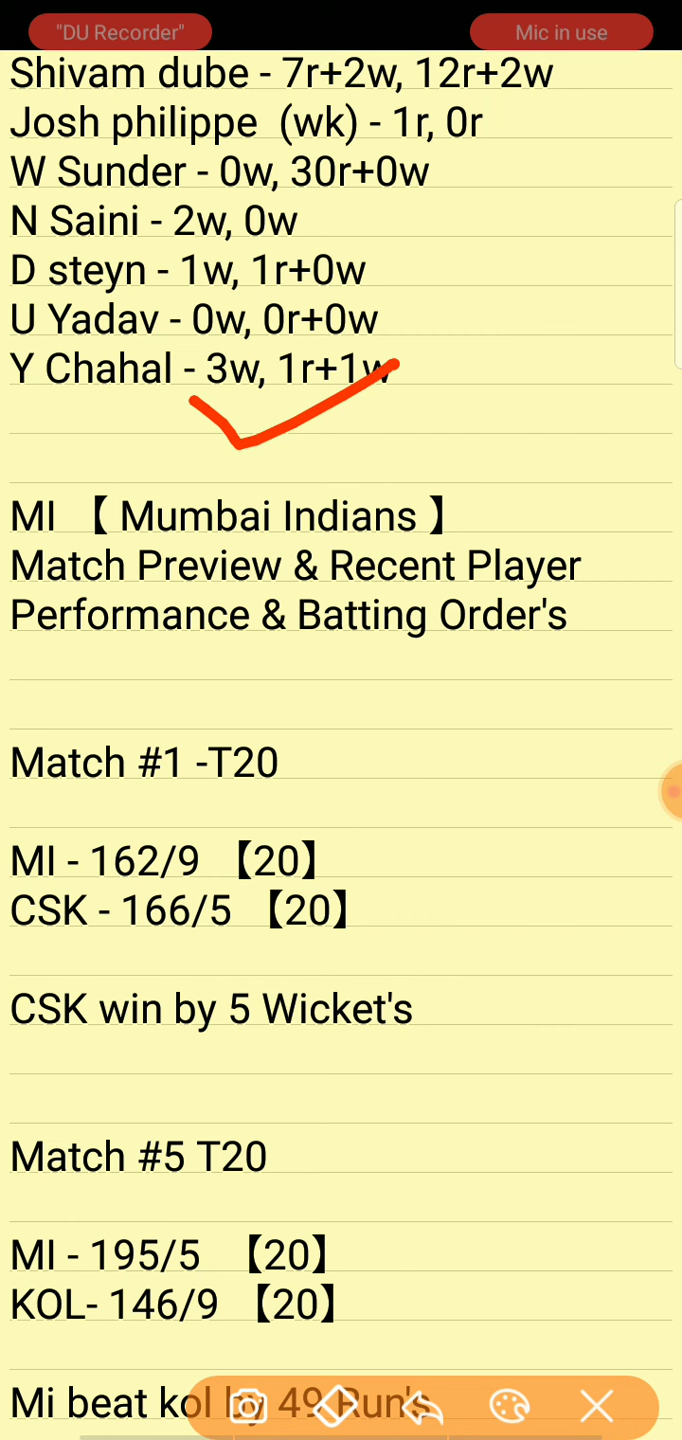 "DU Recorder"
Mic in use
Shivam dube - 7r+2w, 12r+2w
Josh philippe (wk) - 1r, 0r
W Sunder - 0w, 30r+0w
N Saini - 2w, 0w
D steyn - 1w, 1r+0w
U Yadav - 0w, 0r+0w
Y Chahal - 3w, 1r+1w
MI 【 Mumbai Indians 】
Match Preview & Recent Player
Performance & Batting Order's
Match #1 -T20
MI - 162/9 【20】
CSK - 166/5 【20】
CSK win by 5 Wicket's
Match #5 T20
MI - 195/5 【20】
KOL- 146/9 【20】
Mi beat kol by 49 Run's